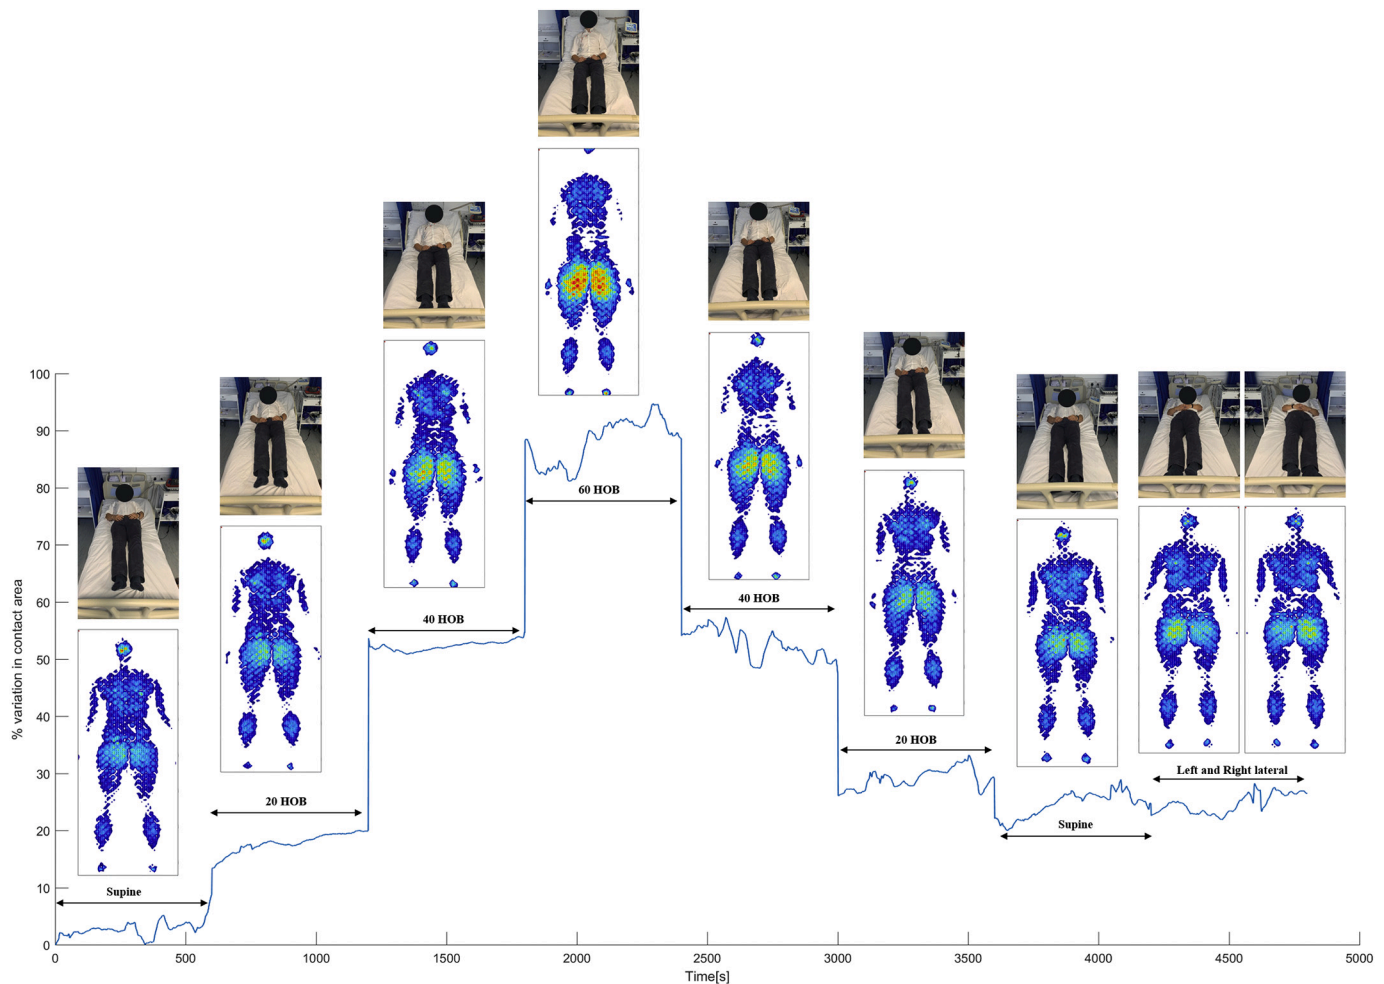 100
90
80
70
60
50
40
30
20
10
0
% variation in contact area
Supine
20 HOB
40 HOB
60 HOB
40 HOB
20 HOB
Supine
Left and Right lateral
0
500
1000
1500
2000
2500
3000
3500
4000
4500
5000
Time[s]